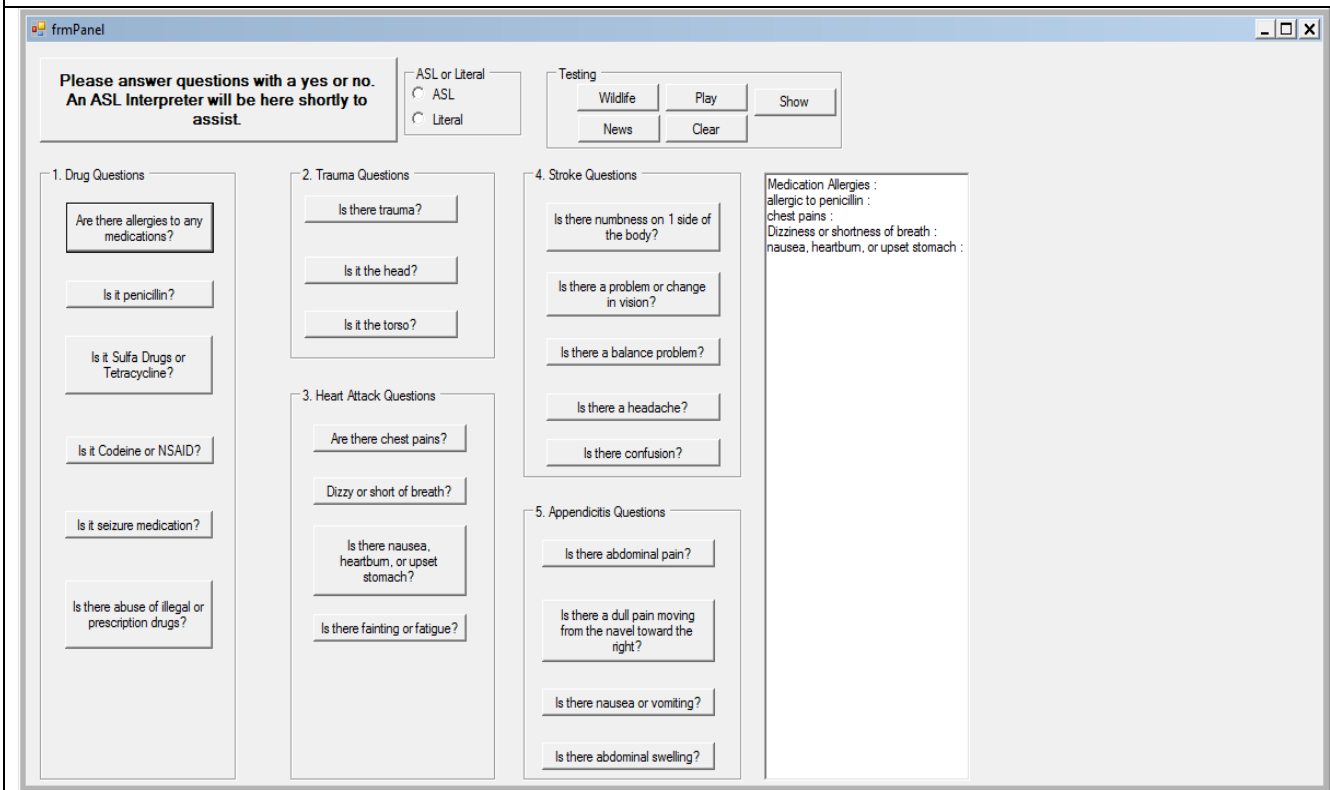 frmPanel
Please answer questions with a yes or no.
An ASL Interpreter will be here shortly to
assist.
ASL or Literal
ASL
Literal
Testing
Wildlife
Play
Show
News
Clear
1. Drug Questions
Are there allergies to any
medications?
Is it penicillin?
Is it Sulfa Drugs or
Tetracycline?
Is it Codeine or NSAID?
Is it seizure medication?
Is there abuse of illegal or
prescription drugs?
2. Trauma Questions
Is there trauma?
Is it the head?
Is it the torso?
3. Heart Attack Questions
Are there chest pains?
Dizzy or short of breath?
Is there nausea,
heartburn, or upset
stomach?
Is there fainting or fatigue?
4. Stroke Questions
Is there numbness on 1 side of
the body?
Is there a problem or change
in vision?
Is there a balance problem?
Is there a headache?
Is there confusion?
5. Appendicitis Questions
Is there abdominal pain?
Is there a dull pain moving
from the navel toward the
right?
Is there nausea or vomiting?
Is there abdominal swelling?
Medication Allergies :
allergic to penicillin :
chest pains :
Dizziness or shortness of breath :
nausea, heartburn, or upset stomach :